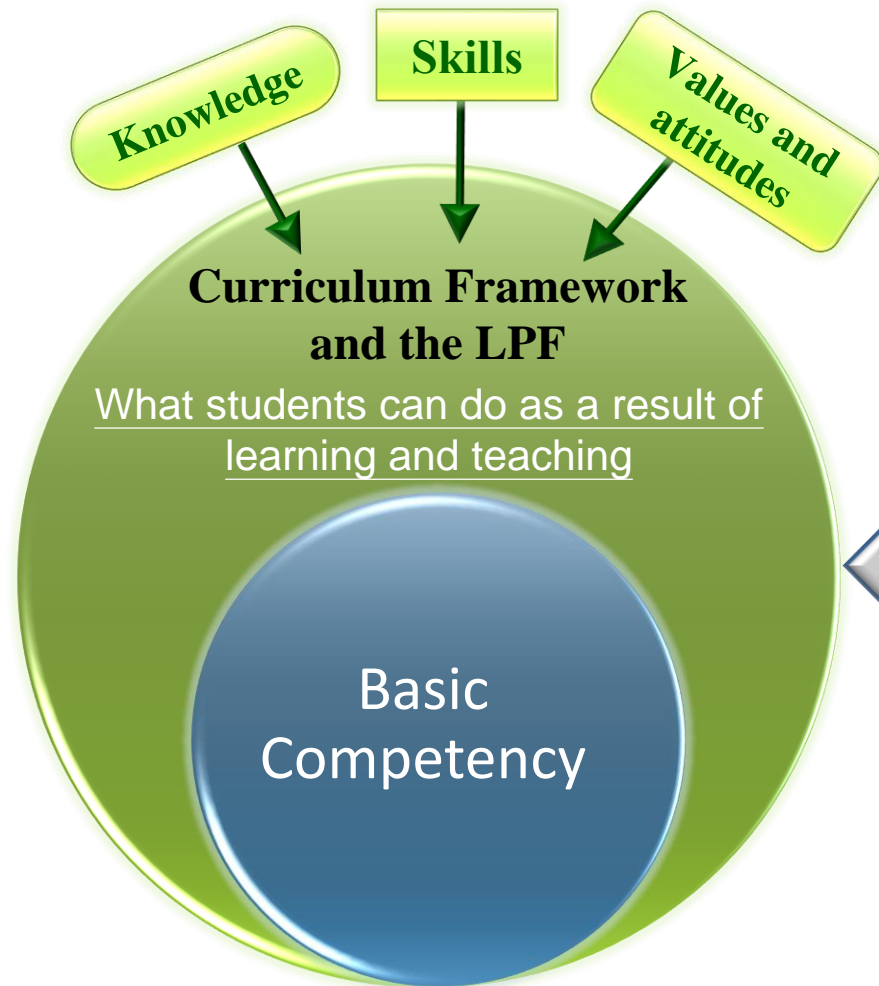 Knowledge
Skills
Values and
attitudes
Curriculum Framework
and the LPF
What students can do as a result of
learning and teaching
Basic
Competency